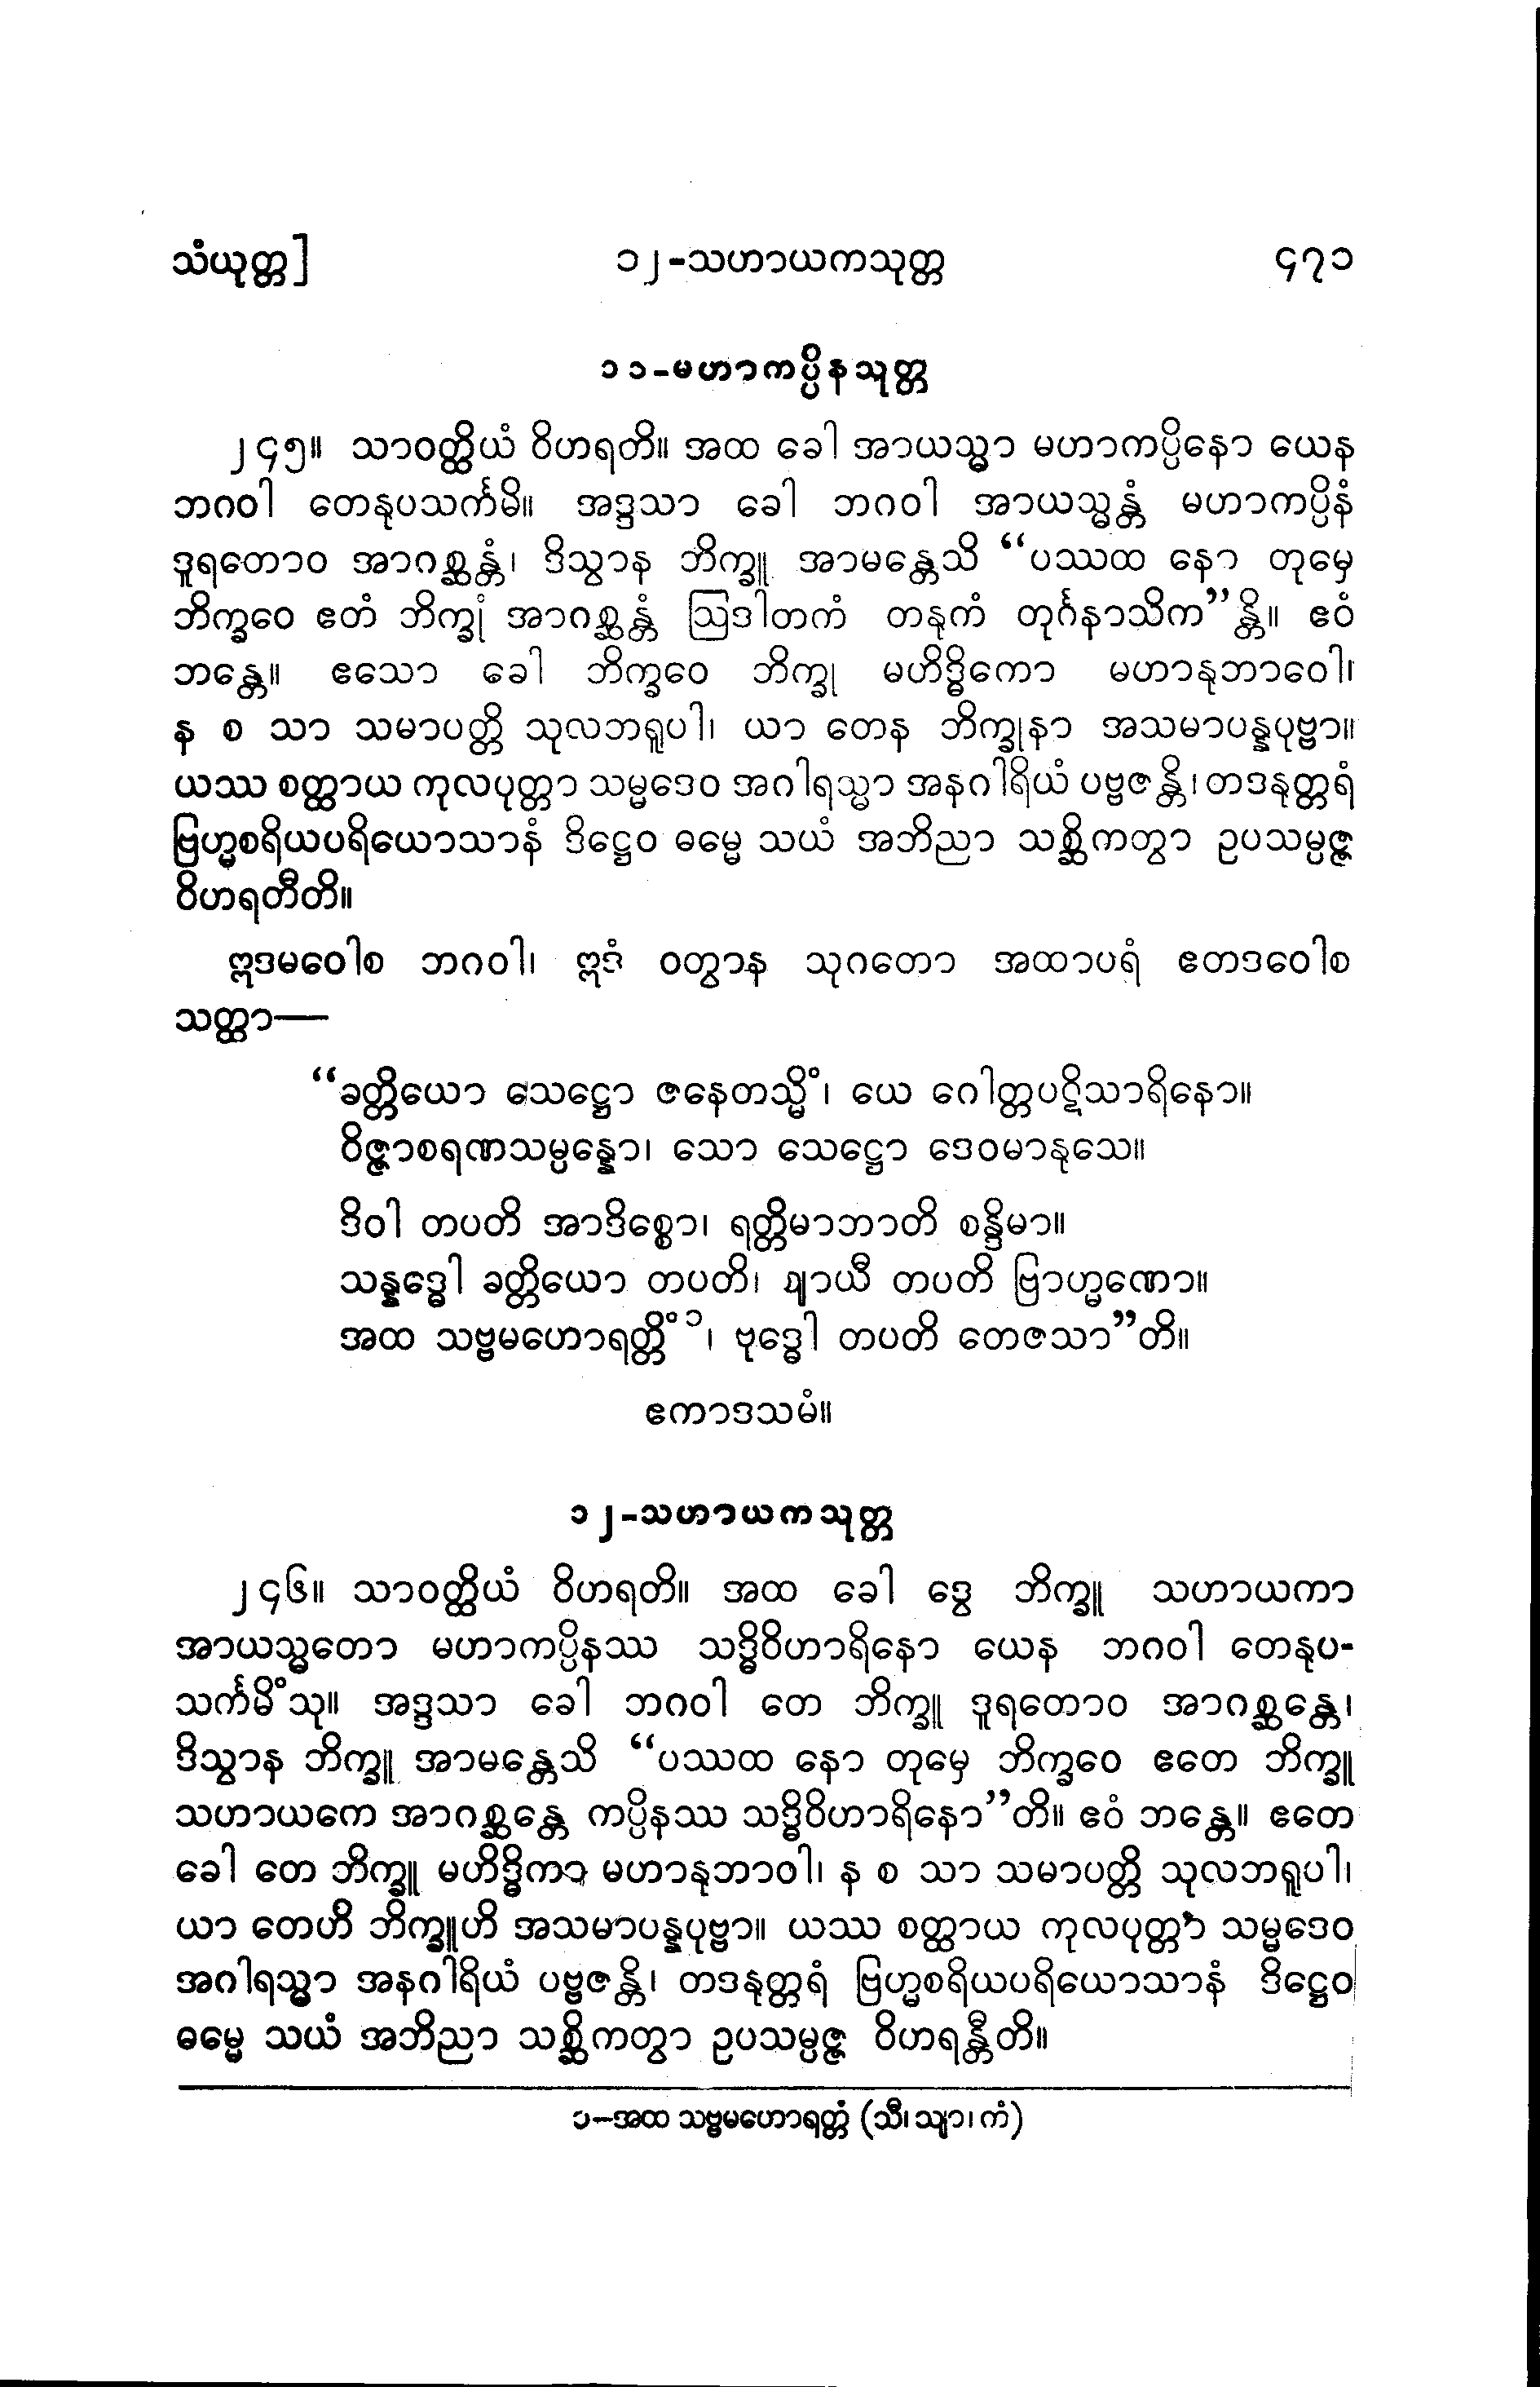 သံယုတ္တ] ၁၂-သဟာယကသုတ္တ ၄၇၁
၁၁-မဟာကပ္ပိနသုတ္တ
၂၄၅။ သာဝတ္ထိယံ ဝိဟရတိ။ အထ ခေါ အာယသ္မာ မဟာကပ္ပိနော ယေန
ဘဂဝါ တေနုပသင်္ကမိ။ အဒ္ဒသာ ခေါ ဘဂဝါ အာယသ္မန္တံ မဟာကပ္ပိနံ
ဒူရတောဝ အာဂစ္ဆန္တံ၊ ဒိသွာန ဘိက္ခူ အာမန္တေသိ “ပဿထ နော တုမှေ
ဘိက္ခဝေ ဧတံ ဘိက္ခုံ အာဂစ္ဆန္တံ ဩဒါတကံ တနုကံ တုင်္ဂနာသိက”န္တိ။ ဧဝံ
ဘန္တေ။ ဧသော ခေါ ဘိက္ခဝေ ဘိက္ခု မဟိဒ္ဓိကော မဟာနုဘာဝေါ၊
န စ သာ သမာပတ္တိ သုလဘရူပါ၊ ယာ တေန ဘိက္ခုနာ အသမာပန္နပုဗ္ဗာ။
ယဿ စတ္ထာယ ကုလပုတ္တာ သမ္မဒေဝ အဂါရသ္မာ အနဂါရိယံ ပဗ္ဗဇန္တိ၊ တဒနုတ္တရံ
ဗြဟ္မစရိယပရိယောသာနံ ဒိဋ္ဌေဝ ဓမ္မေ သယံ အဘိညာ သစ္ဆိကတွာ ဥပသမ္ပဇ္ဇ
ဝိဟရတီတိ။
ဣဒမဝေါစ ဘဂဝါ၊ ဣဒံ ဝတွာန သုဂတော အထာပရံ ဧတဒဝေါစ
သတ္ထာ—
“ခတ္တိယော သေဋ္ဌော ဇနေတသ္မိံ၊ ယေ ဂေါတ္တပဋိသာရိနော။
ဝိဇ္ဇာစရဏသမ္ပန္နော၊ သော သေဋ္ဌော ဒေဝမာနုသေ။
ဒိဝါ တပတိ အာဒိစ္စော၊ ရတ္တိမာဘာတိ စန္ဒိမာ။
သန္နဒ္ဓေါ ခတ္တိယော တပတိ၊ ဈာယီ တပတိ ဗြာဟ္မဏော။
အထ သဗ္ဗမဟောရတ္တိံ ၁၊ ဗုဒ္ဓေါ တပတိ တေဇသာ”တိ။
ဧကာဒသမံ။
၁၂-သဟာယကသုတ္တ
၂၄၆။ သာဝတ္ထိယံ ဝိဟရတိ။ အထ ခေါ ဒွေ ဘိက္ခူ သဟာယကာ
အာယသ္မတော မဟာကပ္ပိနဿ သဒ္ဓိဝိဟာရိနော ယေန ဘဂဝါ တေနုပ-
သင်္ကမိံသု။ အဒ္ဒသာ ခေါ ဘဂဝါ တေ ဘိက္ခူ ဒူရတောဝ အာဂစ္ဆန္တေ၊
ဒိသွာန ဘိက္ခူ အာမန္တေသိ “ပဿထ နော တုမှေ ဘိက္ခဝေ ဧတေ ဘိက္ခူ
သဟာယကေ အာဂစ္ဆန္တေ ကပ္ပိနဿ သဒ္ဓိဝိဟာရိနော”တိ။ ဧဝံ ဘန္တေ။ ဧတေ
ခေါ တေ ဘိက္ခူ မဟိဒ္ဓိကာ မဟာနုဘာဝါ၊ န စ သာ သမာပတ္တိ သုလဘရူပါ၊
ယာ တေဟိ ဘိက္ခူဟိ အသမာပန္နပုဗ္ဗာ။ ယဿ စတ္ထာယ ကုလပုတ္တာ သမ္မဒေဝ
အဂါရသ္မာ အနဂါရိယံ ပဗ္ဗဇန္တိ၊ တဒနုတ္တရံ ဗြဟ္မစရိယပရိယောသာနံ ဒိဋ္ဌေဝ
ဓမ္မေ သယံ အဘိညာ သစ္ဆိကတွာ ဥပသမ္ပဇ္ဇ ဝိဟရန္တီတိ။
၁-အထ သဗ္ဗမဟောရတ္တံ (သီ၊ သျာ၊ ကံ)